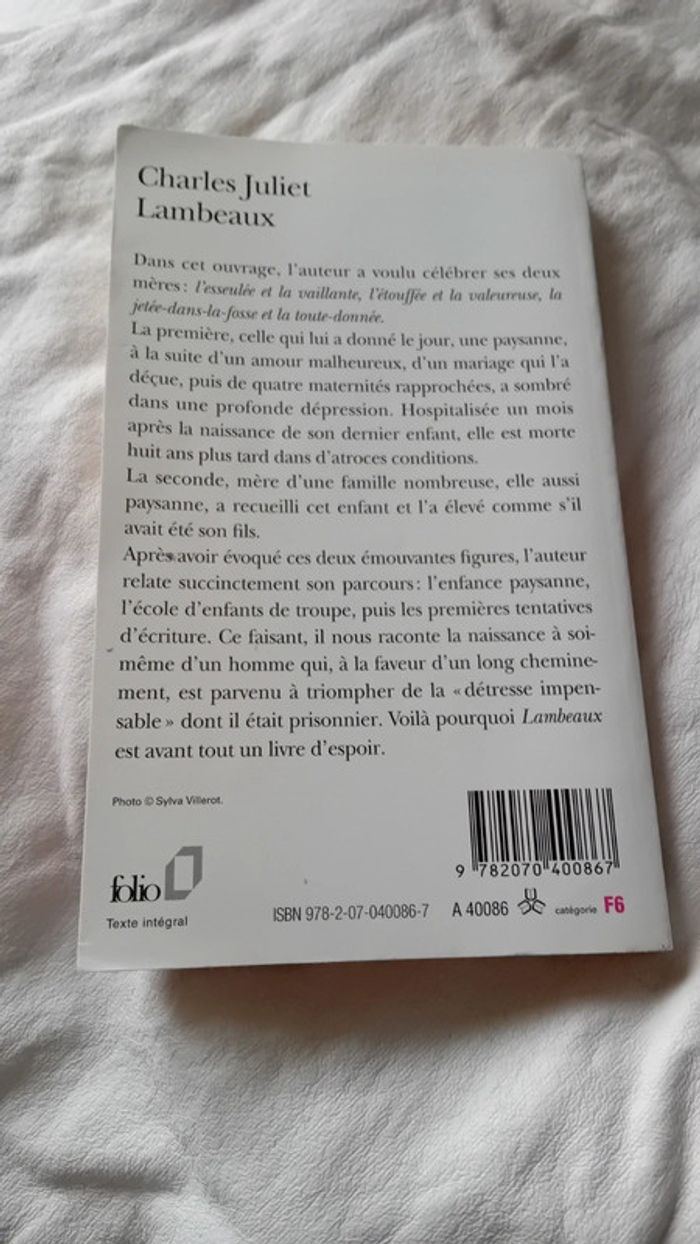 Charles Juliet
Lambeaux
Dans cet ouvrage, l'auteur a voulu célébrer ses deux
mères : l'esseulée et la vaillante, l'étouffée et la valeureuse, la
jetée-dans-la-fosse et la toute-donnée.
La première, celle qui lui a donné le jour, une paysanne,
à la suite d'un amour malheureux, d'un mariage qui l'a
déçue, puis de quatre maternités rapprochées, a sombré
dans une profonde dépression. Hospitalisée un mois
après la naissance de son dernier enfant, elle est morte
huit ans plus tard dans d'atroces conditions.
La seconde, mère d'une famille nombreuse, elle aussi
paysanne, a recueilli cet enfant et l'a élevé comme s'il
avait été son fils.
Après avoir évoqué ces deux émouvantes figures, l'auteur
relate succinctement son parcours : l'enfance paysanne,
l'école d'enfants de troupe, puis les premières tentatives
d'écriture. Ce faisant, il nous raconte la naissance à soi-
même d'un homme qui, à la faveur d'un long chemine-
ment, est parvenu à triompher de la « détresse impen-
sable » dont il était prisonnier. Voilà pourquoi Lambeaux
est avant tout un livre d'espoir.
Photo © Sylva Villerot.
9 782070 400867
folio
Texte intégral
ISBN 978-2-07-040086-7 A 40086 catégorie F6